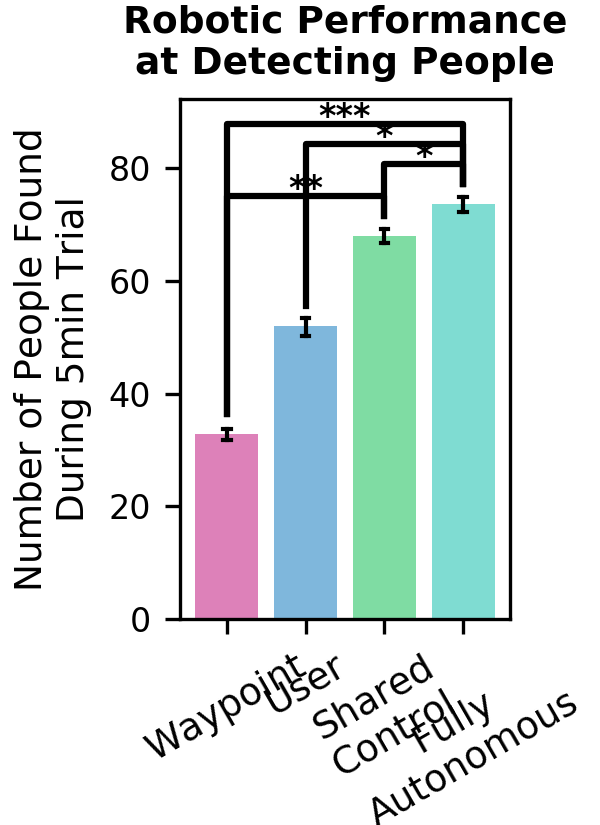 Robotic Performance
at Detecting People
***
*
*
**
Number of People Found
During 5min Trial
80
60
40
20
0
Waypoint
User
Shared
Control
Fully
Autonomous